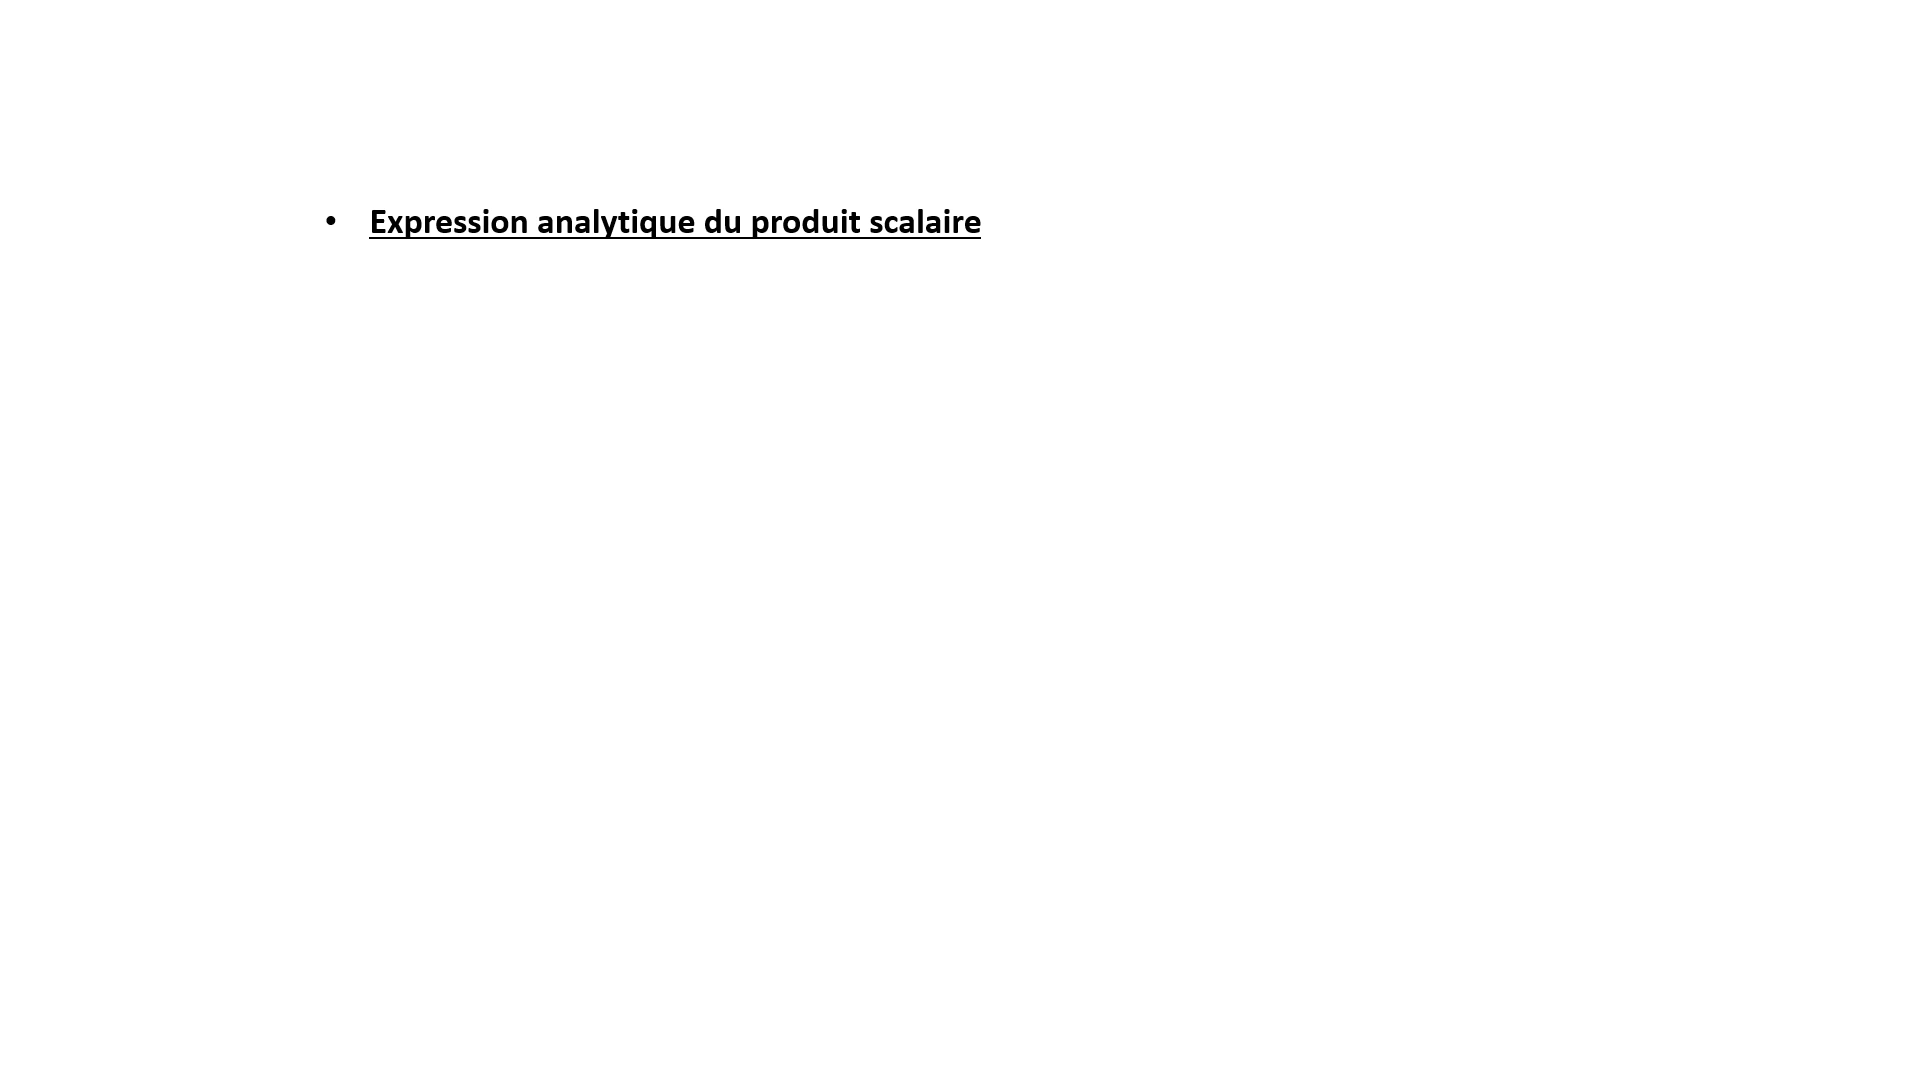 • Expression analytique du produit scalaire